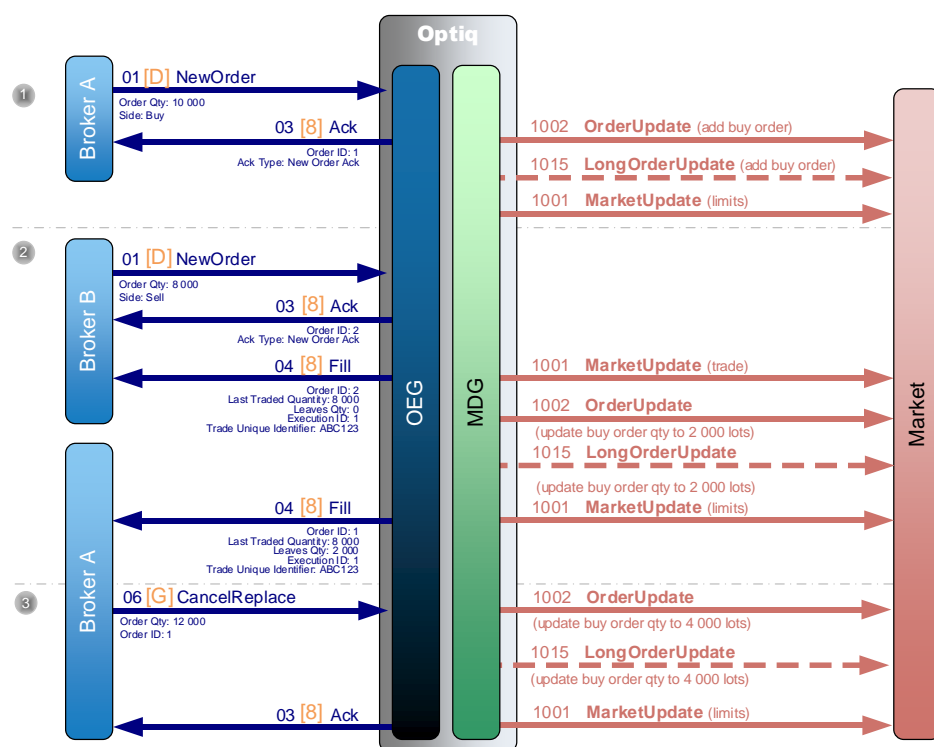 Optiq
1
Broker A
01 [D] NewOrder
Order Qty: 10 000
Side: Buy
03 [8] Ack
Order ID: 1
Ack Type: New Order Ack
1002 OrderUpdate (add buy order)
1015 LongOrderUpdate (add buy order)
1001 MarketUpdate (limits)
2
Broker B
01 [D] NewOrder
Order Qty: 8 000
Side: Sell
03 [8] Ack
Order ID: 2
Ack Type: New Order Ack
04 [8] Fill
Order ID: 2
Last Traded Quantity: 8 000
Leaves Qty: 0
Execution ID: 1
Trade Unique Identifier: ABC123
OEG
MDG
1001 MarketUpdate (trade)
1002 OrderUpdate
(update buy order qty to 2 000 lots)
1015 LongOrderUpdate
(update buy order qty to 2 000 lots)
Market
Broker A
04 [8] Fill
Order ID: 1
Last Traded Quantity: 8 000
Leaves Qty: 2 000
Execution ID: 1
Trade Unique Identifier: ABC123
1001 MarketUpdate (limits)
3
06 [G] CancelReplace
Order Qty: 12 000
Order ID: 1
1002 OrderUpdate
(update buy order qty to 4 000 lots)
1015 LongOrderUpdate
(update buy order qty to 4 000 lots)
03 [8] Ack
1001 MarketUpdate (limits)